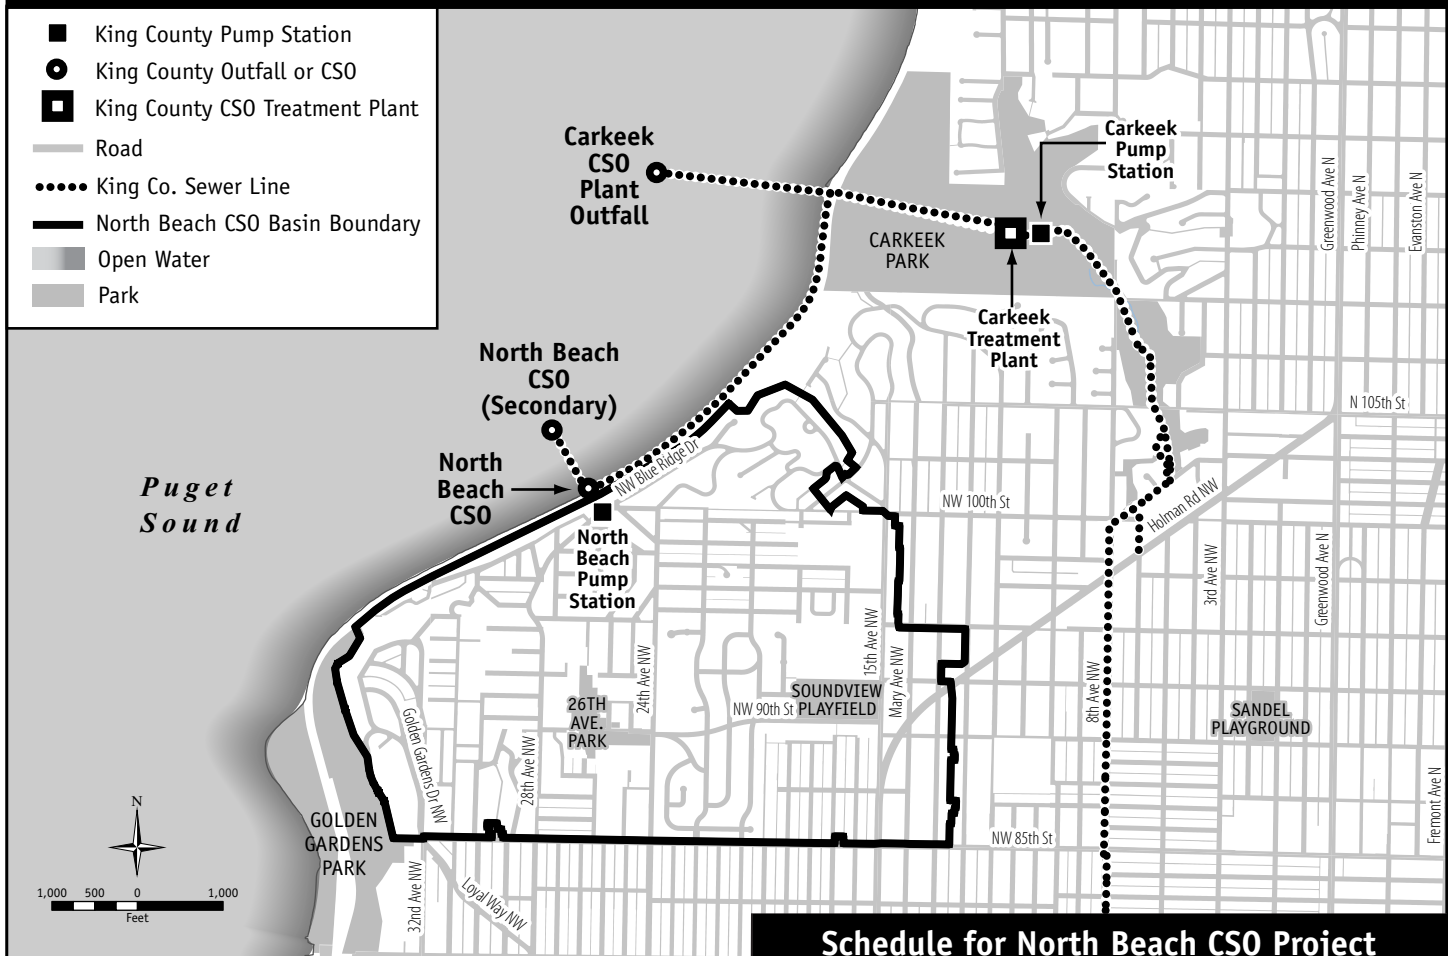 King County Pump Station
King County Outfall or CSO
King County CSO Treatment Plant
Road
King Co. Sewer Line
North Beach CSO Basin Boundary
Open Water
Park
Carkeek
CSO
Plant
Outfall
Carkeek
Pump
Station
CARKEEK
PARK
Carkeek
Treatment
Plant
Greenwood Ave N
Phinney Ave N
Evanston Ave N
North Beach
CSO
(Secondary)
North
Beach
CSO
NW Blue Ridge Dr
N 105th St
Puget
Sound
NW 100th St
Holman Rd NW
North
Beach
Pump
Station
3rd Ave NW
Greenwood Ave N
15th Ave NW
Mary Ave NW
24th Ave NW
8th Ave NW
26TH
AVE.
PARK
NW 90th St
SOUNDVIEW
PLAYFIELD
SANDEL
PLAYGROUND
Golden Gardens Dr NW
28th Ave NW
Fremont Ave N
N
GOLDEN
GARDENS
PARK
NW 85th St
32nd Ave NW
Loyal Way NW
1,000 500 0 1,000
Feet
Schedule for North Beach CSO Project